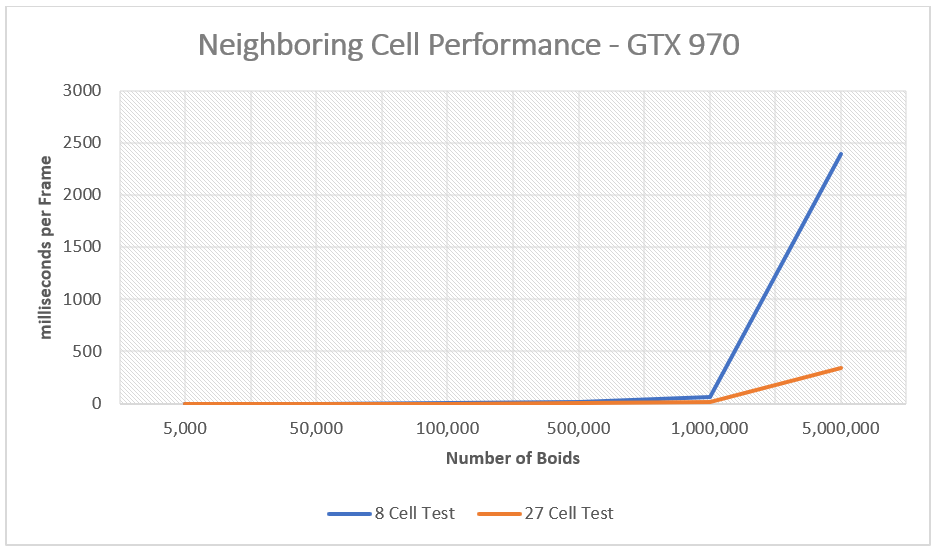 Neighboring Cell Performance - GTX 970
3000
2500
2000
1500
1000
500
0
milliseconds per Frame
5,000 50,000 100,000 500,000 1,000,000 5,000,000
Number of Boids
8 Cell Test 27 Cell Test